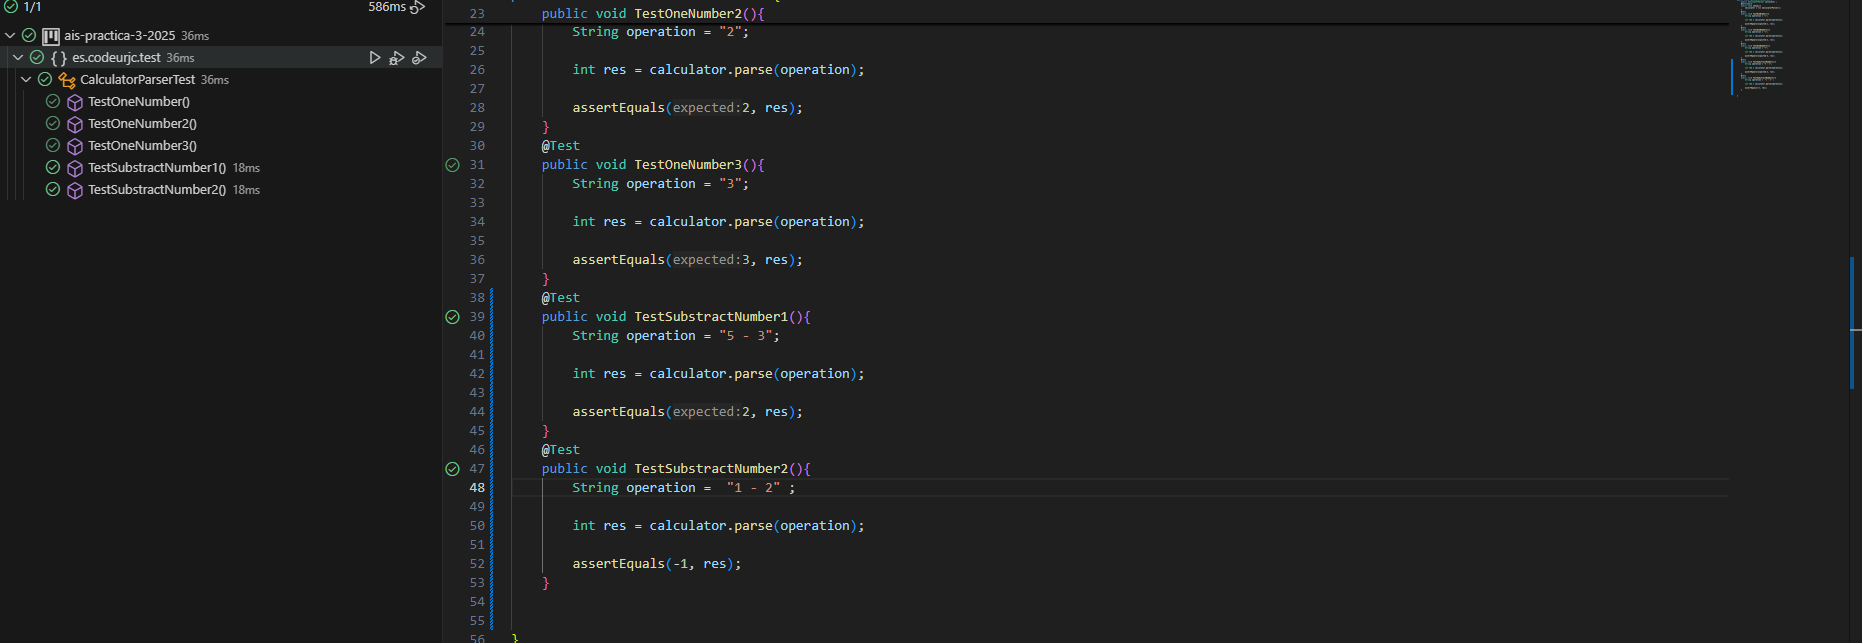 1/1 586ms
ais-practica-3-2025 36ms
{ } es.codeurjc.test 36ms
CalculatorParserTest 36ms
TestOneNumber()
TestOneNumber2()
TestOneNumber3()
TestSubstractNumber1() 18ms
TestSubstractNumber2() 18ms
23 public void TestOneNumber2(){
24 String operation = "2";
25
26 int res = calculator.parse(operation);
27
28 assertEquals(expected:2, res);
29 }
30 @Test
31 public void TestOneNumber3(){
32 String operation = "3";
33
34 int res = calculator.parse(operation);
35
36 assertEquals(expected:3, res);
37 }
38 @Test
39 public void TestSubstractNumber1(){
40 String operation = "5 - 3";
41
42 int res = calculator.parse(operation);
43
44 assertEquals(expected:2, res);
45 }
46 @Test
47 public void TestSubstractNumber2(){
48 String operation =  "1 - 2" ;
49
50 int res = calculator.parse(operation);
51
52 assertEquals(-1, res);
53 }
54
55
56 }